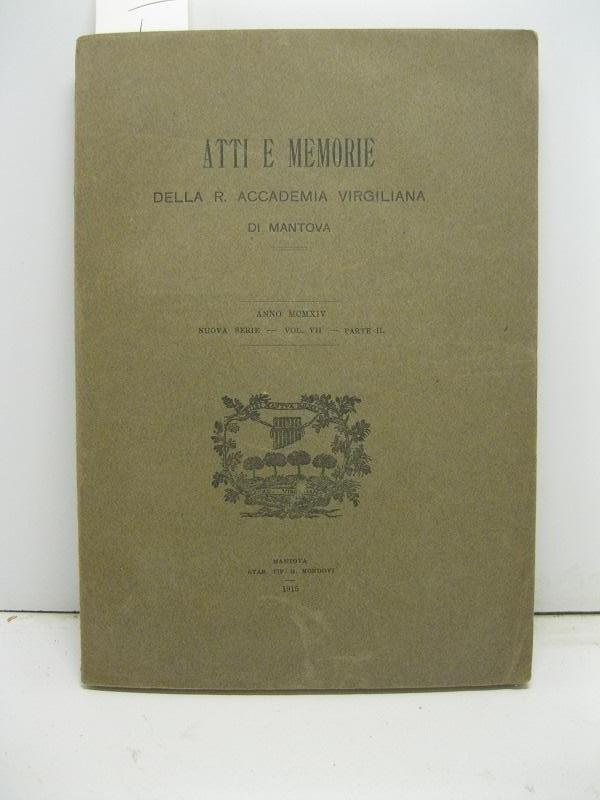 ATTI E MEMORIE
DELLA R. ACCADEMIA VIRGILIANA
DI MANTOVA
ANNO MCMXIV
NUOVA SERIE — VOL. VII — PARTE II.
MANTVA
MANTOVA
STAB. TIP. G. MONDOVI
1915